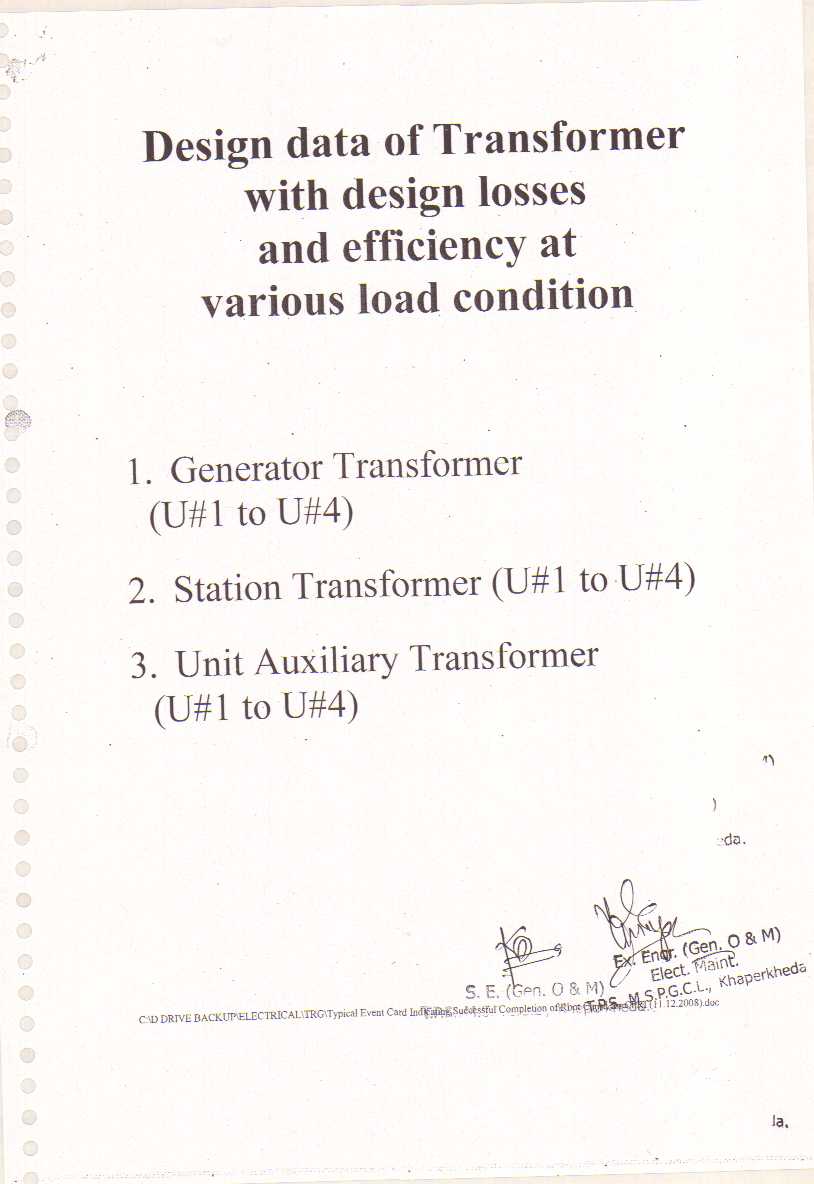 Design data of Transformer
with design losses
and efficiency at
various load condition
1. Generator Transformer
(U#1 to U#4)
2. Station Transformer (U#1 to U#4)
3. Unit Auxiliary Transformer
(U#1 to U#4)
)
eda.
Ex. Engr. (Gen. O & M)
Elect. Maint.
T.P.S., M.S.P.G.C.L., Khaperkheda
S. E. (Gen. O & M)
C:\D DRIVE BACKUP\ELECTRICAL\TRG\Typical Event Card Indicating Successful Completion of (11.12.2008).doc
la.